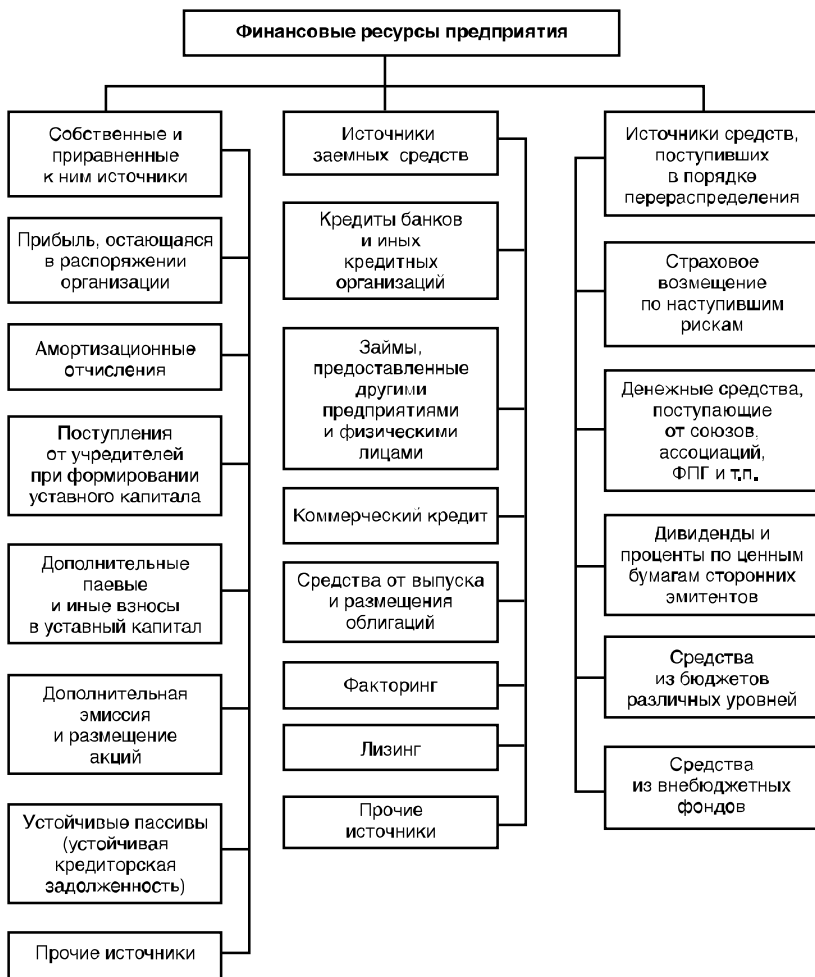 Финансовые ресурсы предприятия
Собственные и
приравненные
к ним источники
Прибыль, остающаяся
в распоряжении
организации
Амортизационные
отчисления
Поступления
от учредителей
при формировании
уставного капитала
Дополнительные
паевые
и иные взносы
в уставный капитал
Дополнительная
эмиссия
и размещение
акций
Устойчивые пассивы
(устойчивая
кредиторская
задолженность)
Прочие источники
Источники
заемных средств
Кредиты банков
и иных
кредитных
организаций
Займы,
предоставленные
другими
предприятиями
и физическими
лицами
Коммерческий кредит
Средства от выпуска
и размещения
облигаций
Факторинг
Лизинг
Прочие
источники
Источники средств,
поступивших
в порядке
перераспределения
Страховое
возмещение
по наступившим
рискам
Денежные средства,
поступающие
от союзов,
ассоциаций,
ФПГ и т.п.
Дивиденды и
проценты по ценным
бумагам сторонних
эмитентов
Средства
из бюджетов
различных уровней
Средства
из внебюджетных
фондов